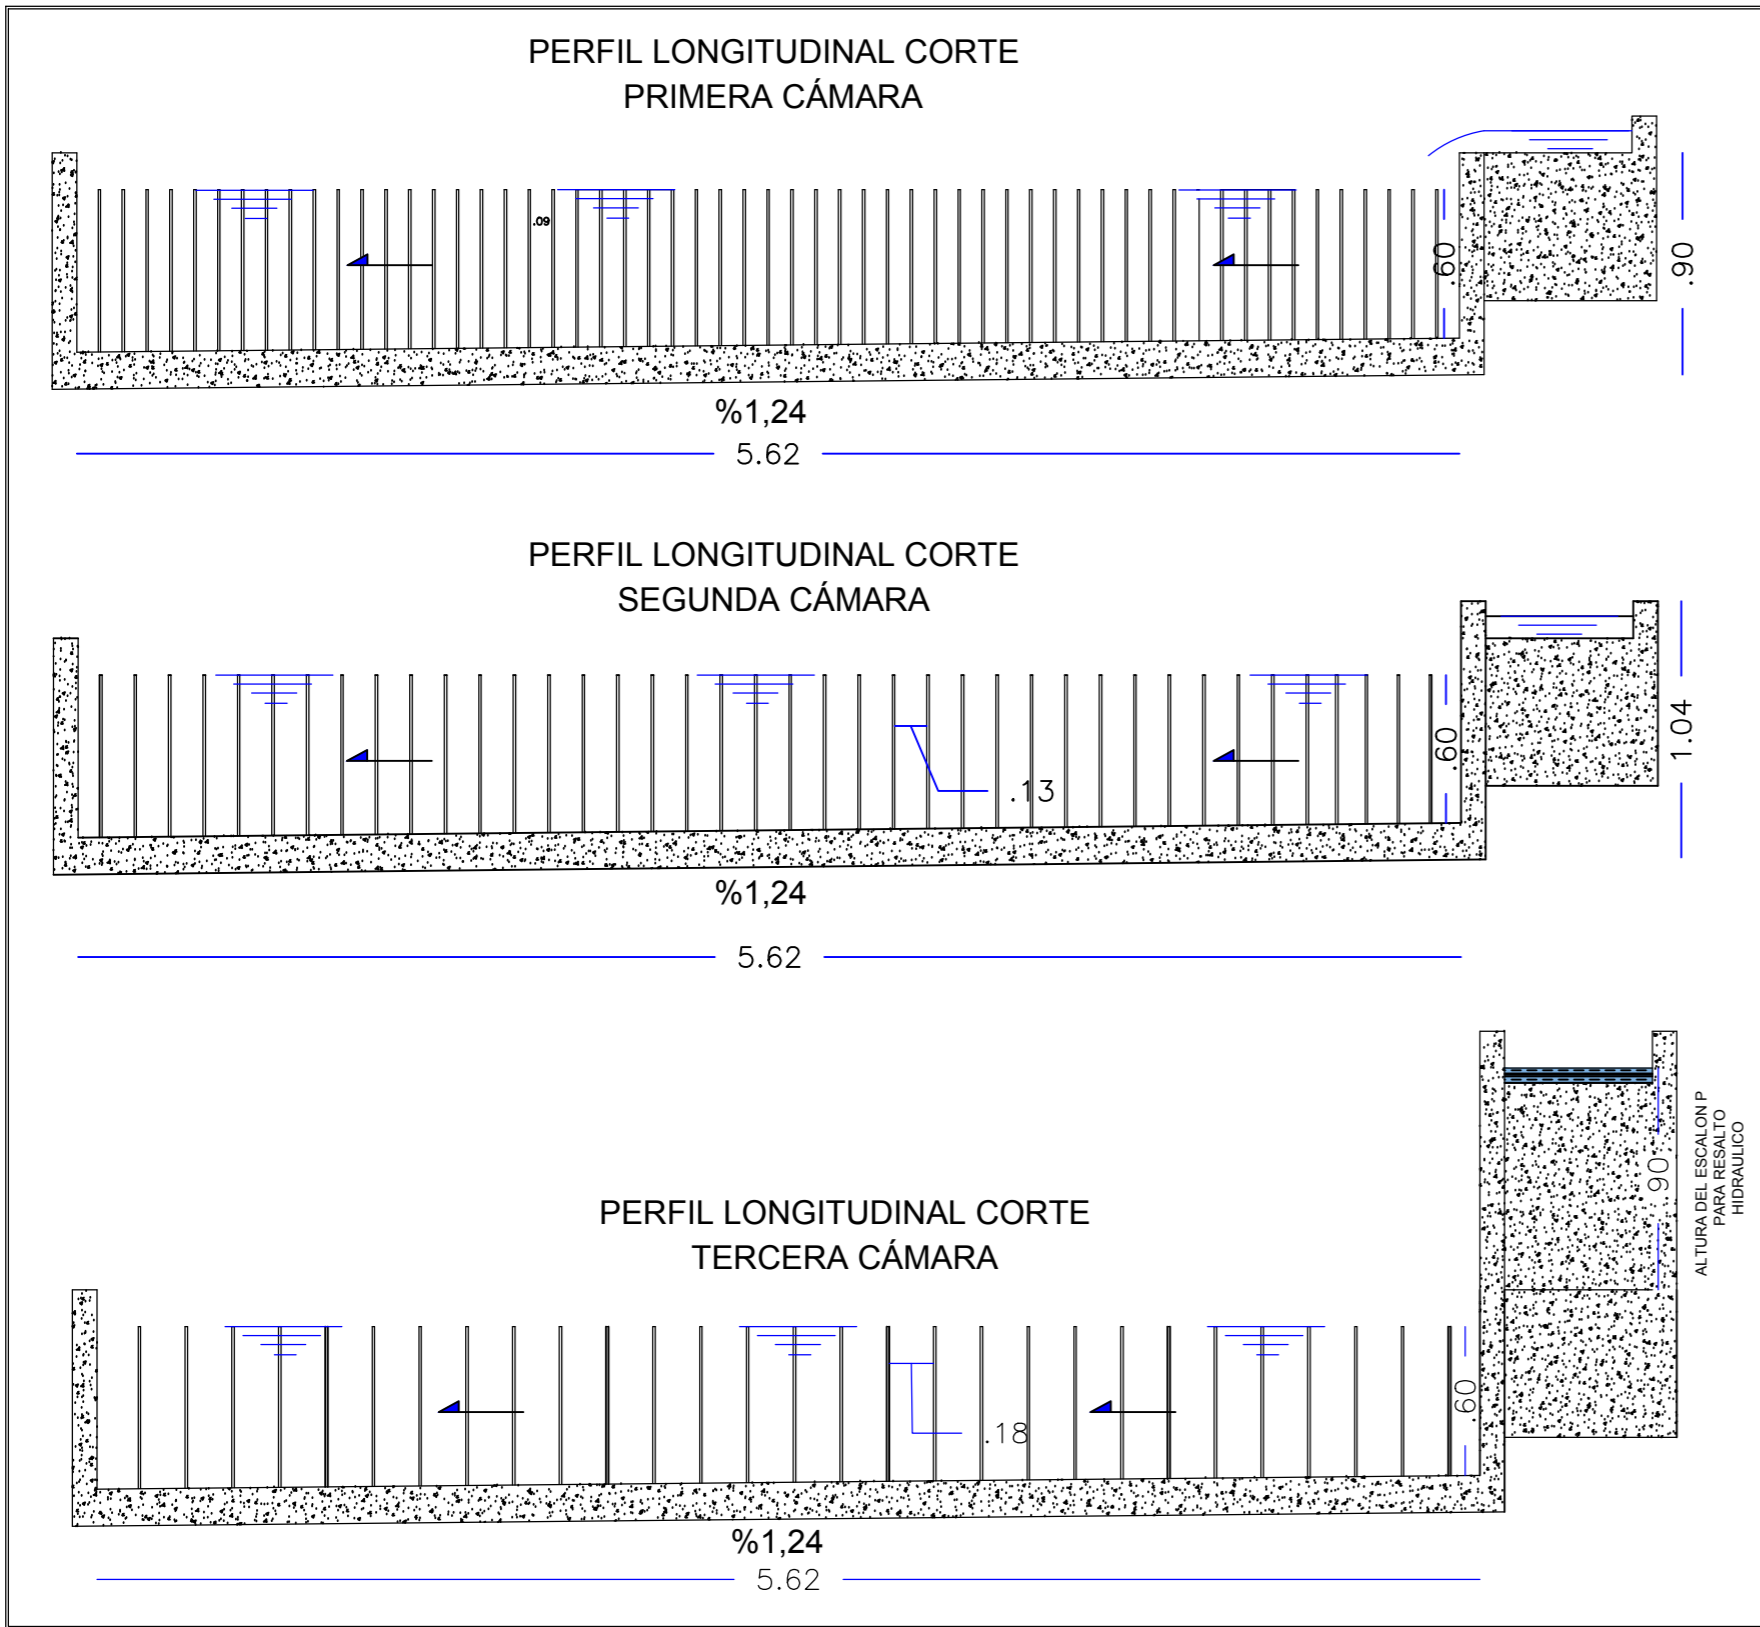 PERFIL LONGITUDINAL CORTE
PRIMERA CÁMARA
.09
.60
.90
%1,24
5.62
PERFIL LONGITUDINAL CORTE
SEGUNDA CÁMARA
.13
.60
1.04
%1,24
5.62
PERFIL LONGITUDINAL CORTE
TERCERA CÁMARA
.18
.60
.90
ALTURA DEL ESCALON P
PARA RESALTO
HIDRAULICO
%1,24
5.62